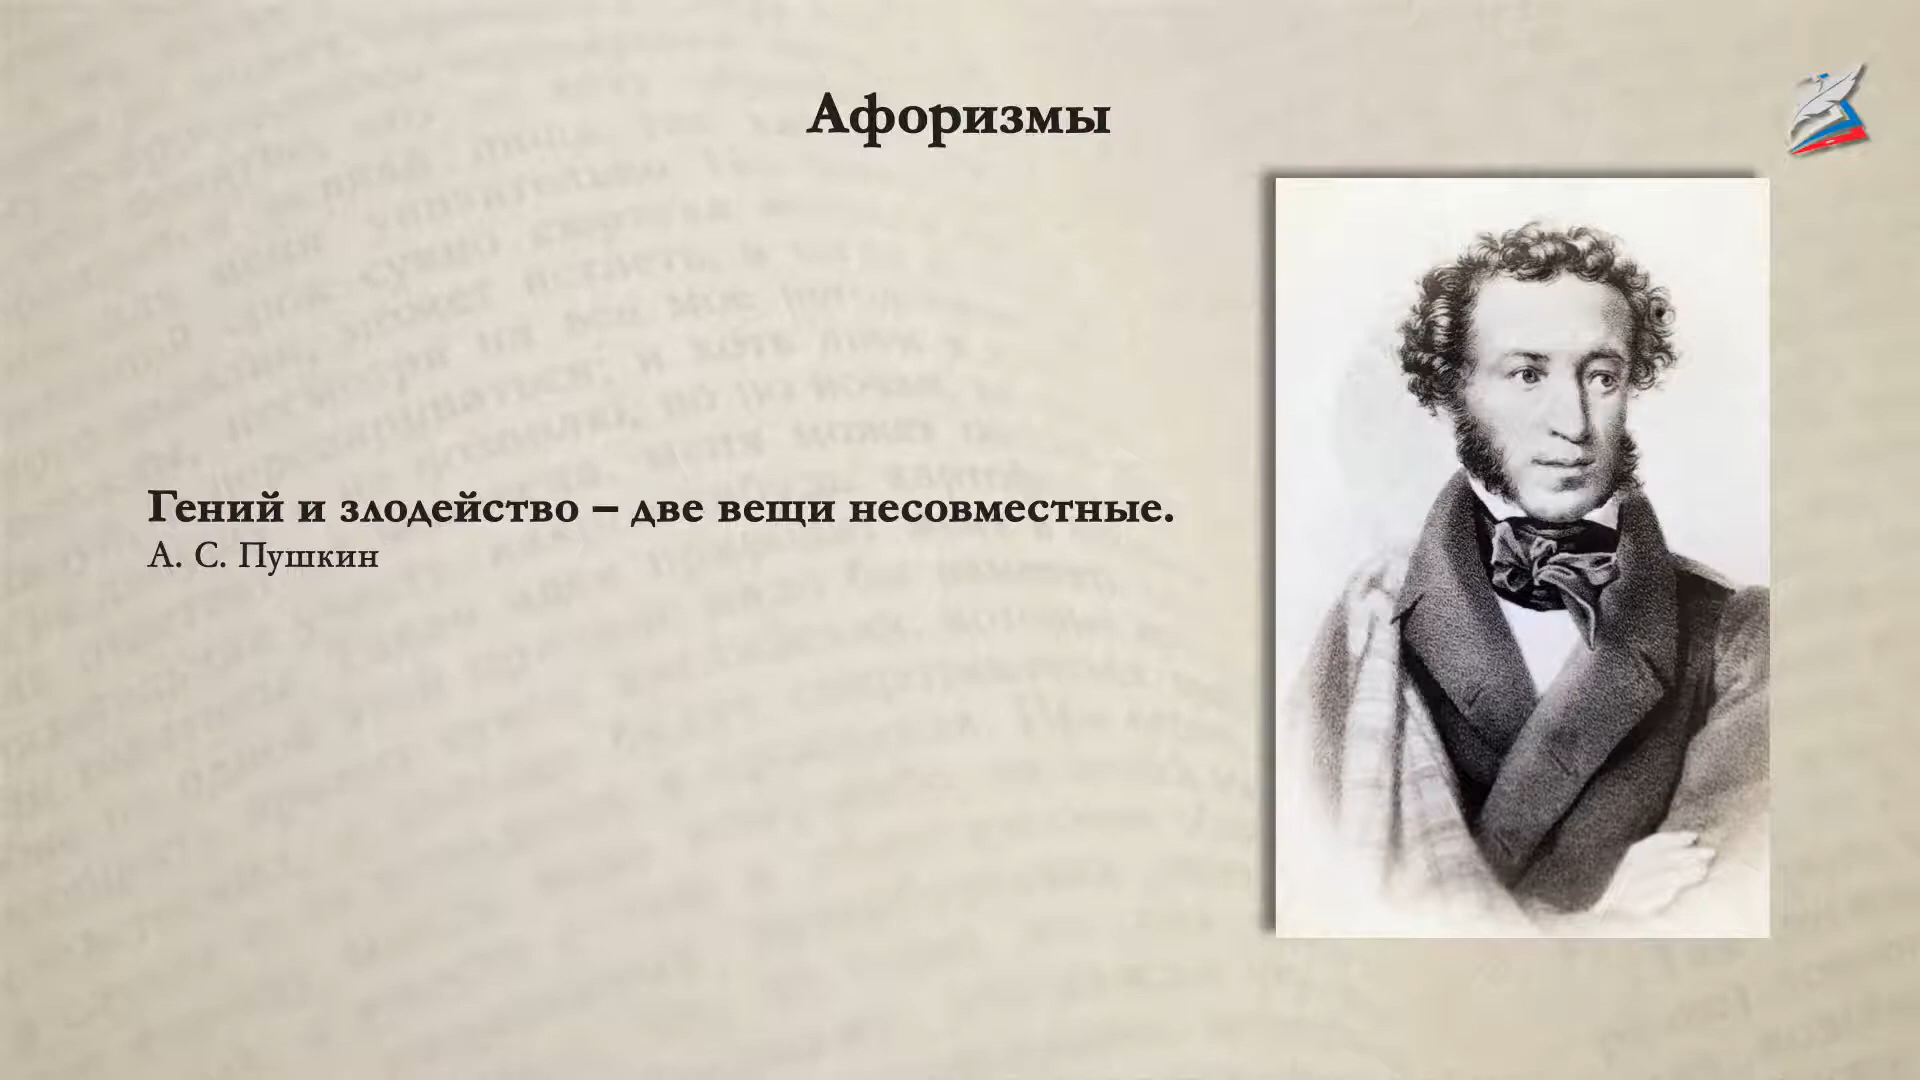 Афоризмы
Гений и злодейство – две вещи несовместные.
А. С. Пушкин